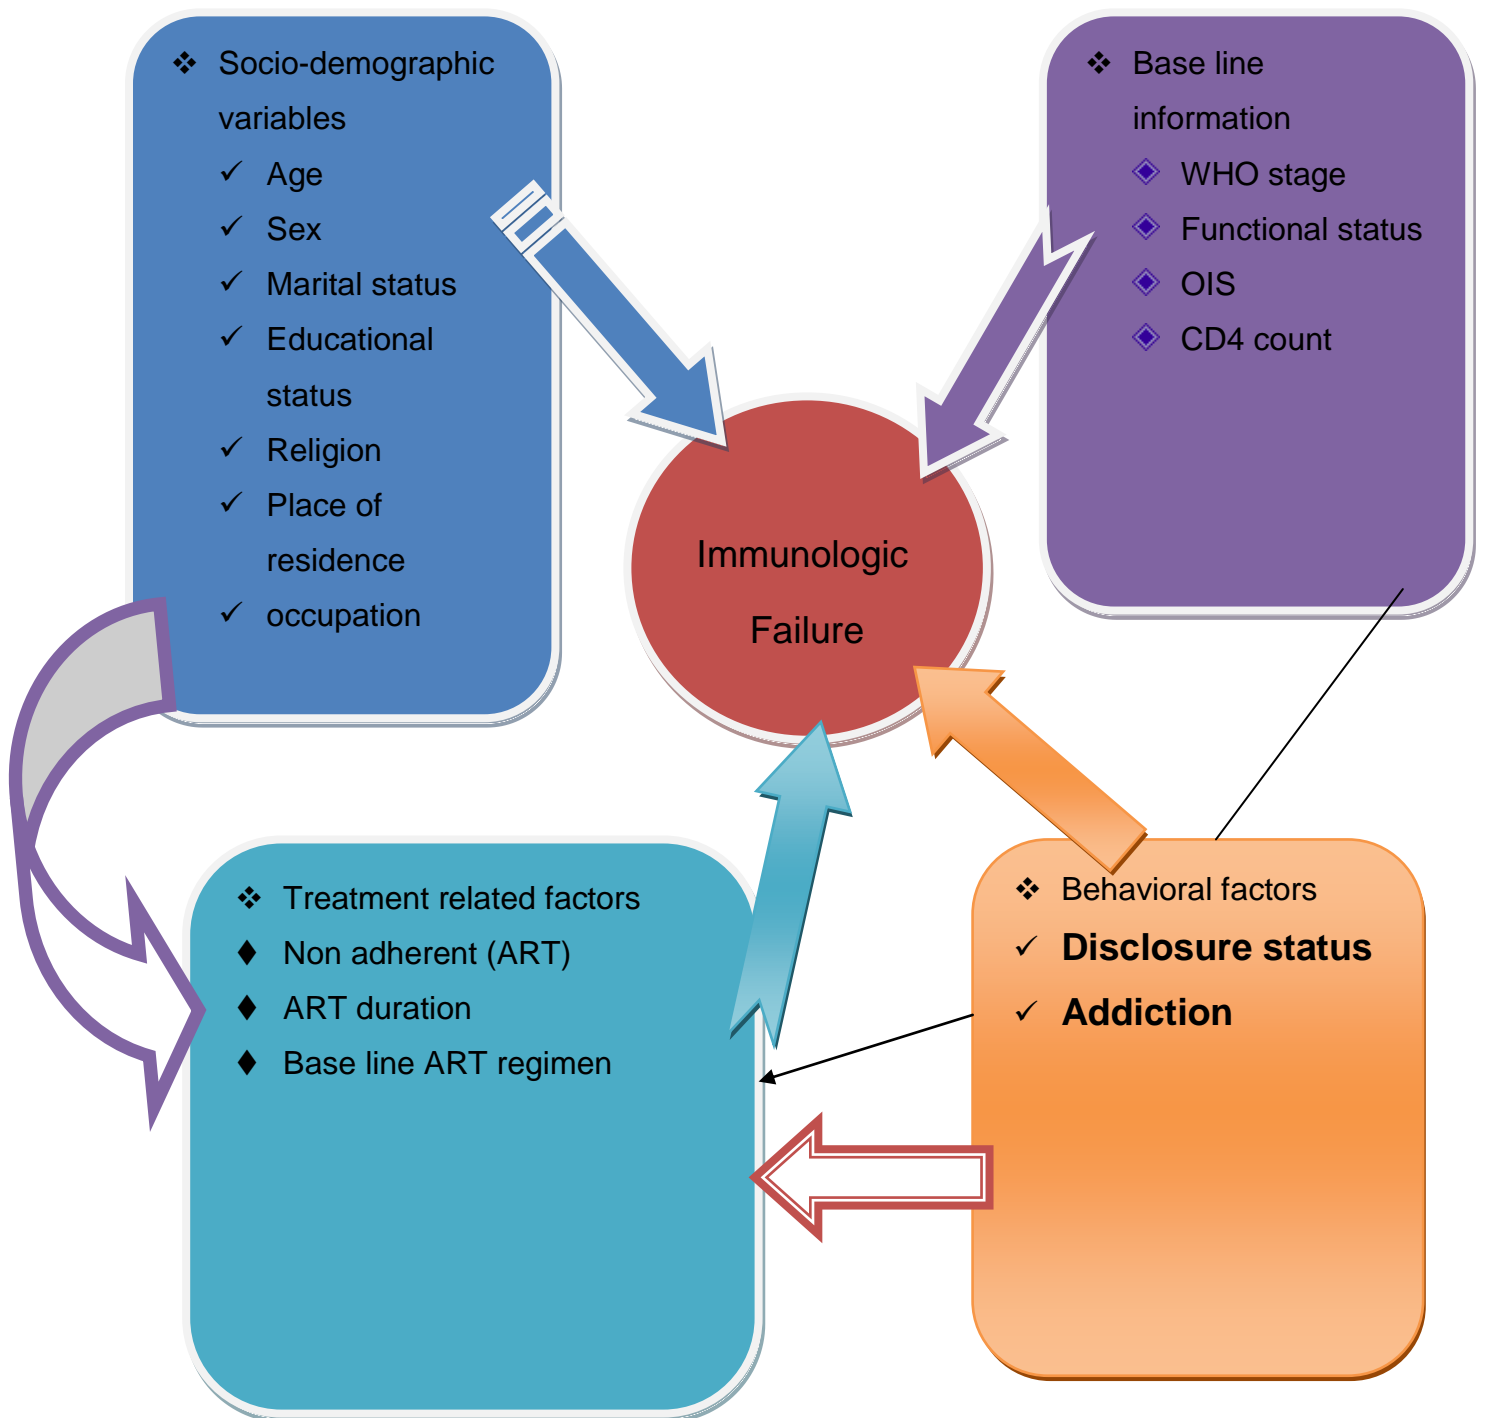 ❖ Socio-demographic
variables
✓ Age
✓ Sex
✓ Marital status
✓ Educational
status
✓ Religion
✓ Place of
residence
✓ occupation
❖ Base line
information
◈ WHO stage
◈ Functional status
◈ OIS
◈ CD4 count
Immunologic
Failure
❖ Treatment related factors
♦ Non adherent (ART)
♦ ART duration
♦ Base line ART regimen
❖ Behavioral factors
✓ Disclosure status
✓ Addiction